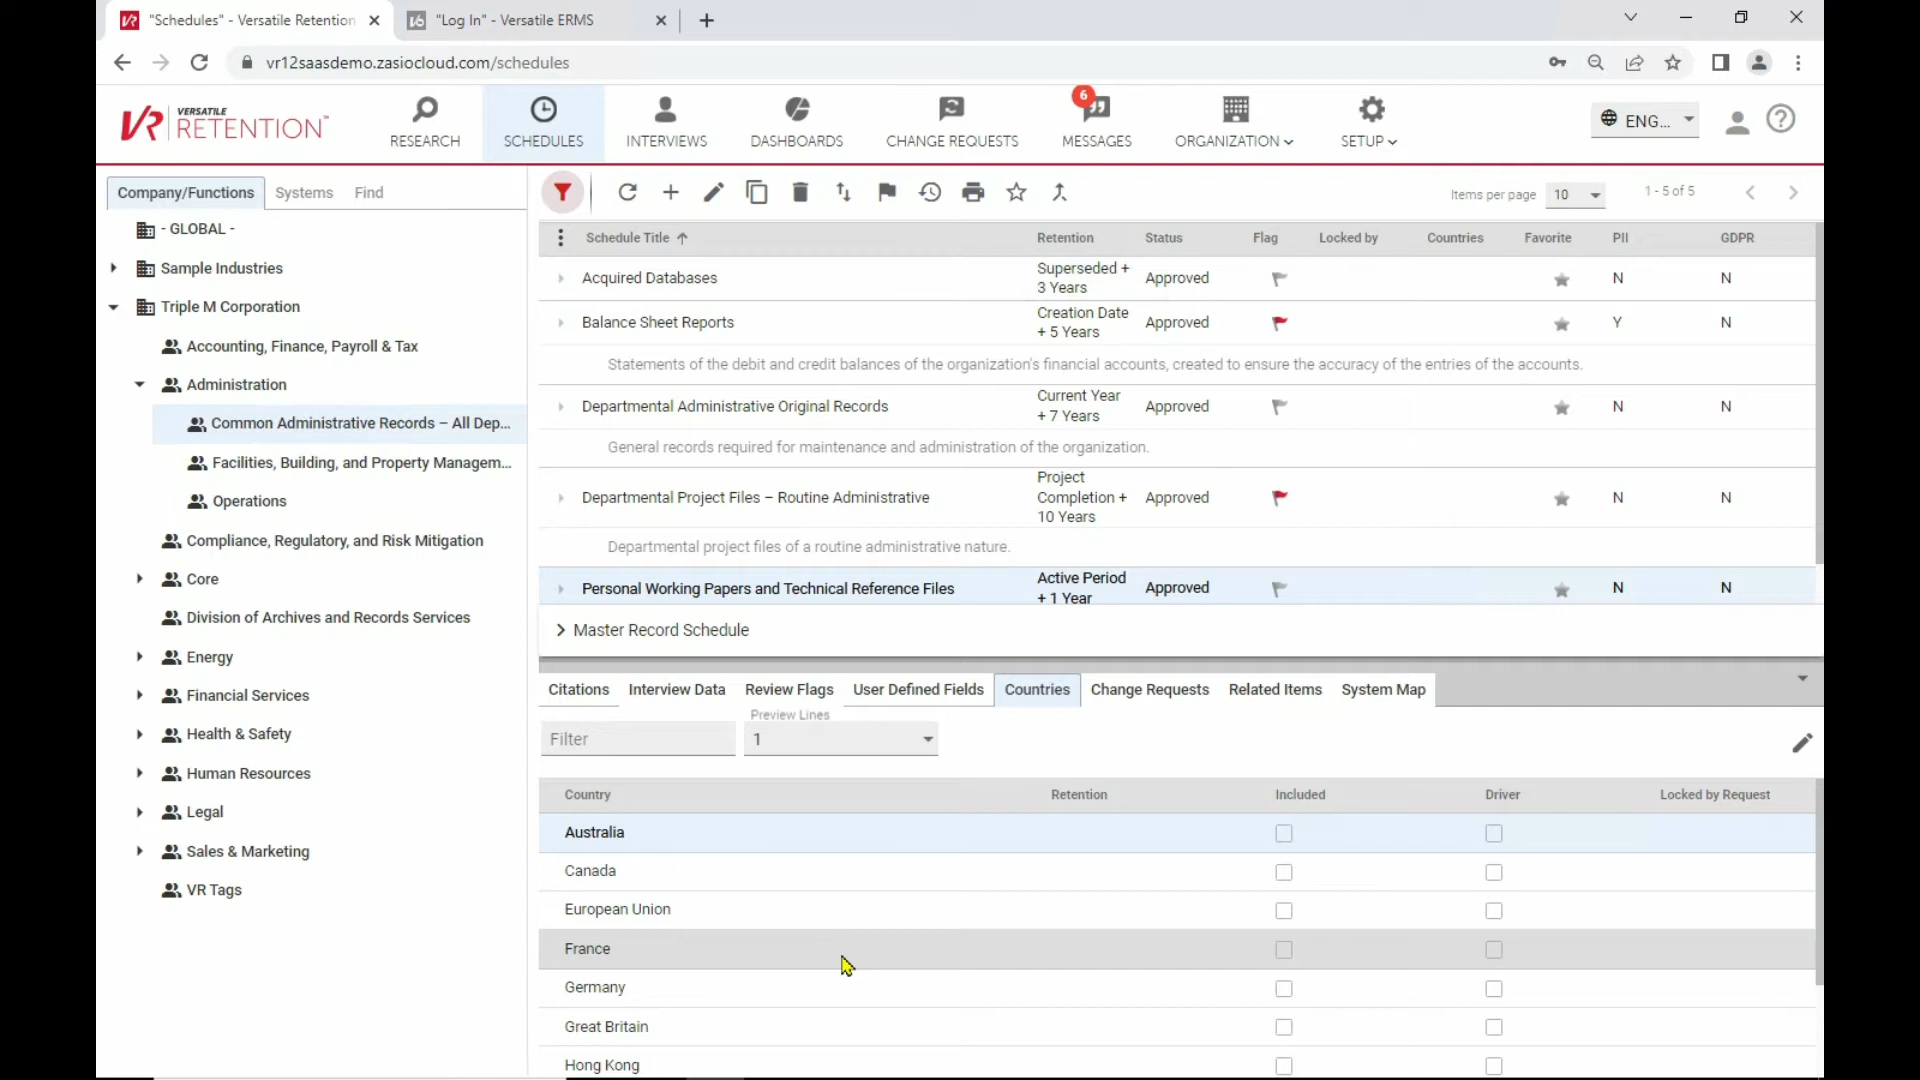 "Schedules" - Versatile Retention
"Log In" - Versatile ERMS
vr12saasdemo.zasiocloud.com/schedules
VERSATILE
RETENTION™
RESEARCH
SCHEDULES
INTERVIEWS
DASHBOARDS
CHANGE REQUESTS
6
MESSAGES
ORGANIZATION
SETUP
ENG...
Company/Functions
Systems
Find
- GLOBAL -
Sample Industries
Triple M Corporation
Accounting, Finance, Payroll & Tax
Administration
Common Administrative Records – All Dep...
Facilities, Building, and Property Managem...
Operations
Compliance, Regulatory, and Risk Mitigation
Core
Division of Archives and Records Services
Energy
Financial Services
Health & Safety
Human Resources
Legal
Sales & Marketing
VR Tags
Items per page 10 1 - 5 of 5
Schedule Title Retention Status Flag Locked by Countries Favorite PII GDPR
Acquired Databases Superseded + 3 Years Approved N N
Balance Sheet Reports Creation Date + 5 Years Approved Y N
Statements of the debit and credit balances of the organization's financial accounts, created to ensure the accuracy of the entries of the accounts.
Departmental Administrative Original Records Current Year + 7 Years Approved N N
General records required for maintenance and administration of the organization.
Departmental Project Files – Routine Administrative Project Completion + 10 Years Approved N N
Departmental project files of a routine administrative nature.
Personal Working Papers and Technical Reference Files Active Period + 1 Year Approved N N
Master Record Schedule
Citations Interview Data Review Flags User Defined Fields Countries Change Requests Related Items System Map
Filter
Preview Lines
1
Country Retention Included Driver Locked by Request
Australia
Canada
European Union
France
Germany
Great Britain
Hong Kong